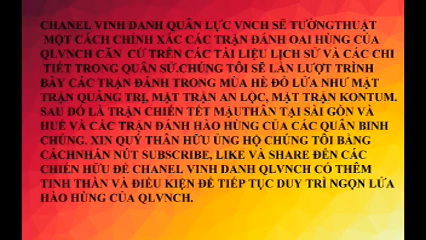 CHANEL VINH DANH QUÂN LỰC VNCH SẼ TƯỜNGTHUẬT
MỘT CÁCH CHÍNH XÁC CÁC TRẬN ĐÁNH OAI HÙNG CỦA
QLVNCH CĂN CỨ TRÊN CÁC TÀI LIỆU LỊCH SỬ VÀ CÁC CHI
TIẾT TRONG QUÂN SỬ.CHÚNG TÔI SẼ LẦN LƯỢT TRÌNH
BÀY CÁC TRẬN ĐÁNH TRONG MÙA HÈ ĐỎ LỬA NHƯ MẶT
TRẬN QUẢNG TRỊ, MẶT TRẬN AN LỘC, MẶT TRẬN KONTUM.
SAU ĐÓ LÀ TRẬN CHIẾN TẾT MẬUTHÂN TẠI SÀI GÒN VÀ
HUẾ VÀ CÁC TRẬN ĐÁNH HÀO HÙNG CỦA CÁC QUÂN BINH
CHỦNG. XIN QUÝ THÂN HỮU ỦNG HỘ CHÚNG TÔI BẰNG
CÁCHNHẤN NÚT SUBSCRIBE, LIKE VÀ SHARE ĐẾN CÁC
CHIẾN HỮU ĐỂ CHANEL VINH DANH QLVNCH CÓ THÊM
TINH THẦN VÀ ĐIỀU KIỆN ĐỂ TIẾP TỤC DUY TRÌ NGỌN LỬA
HÀO HÙNG CỦA QLVNCH.